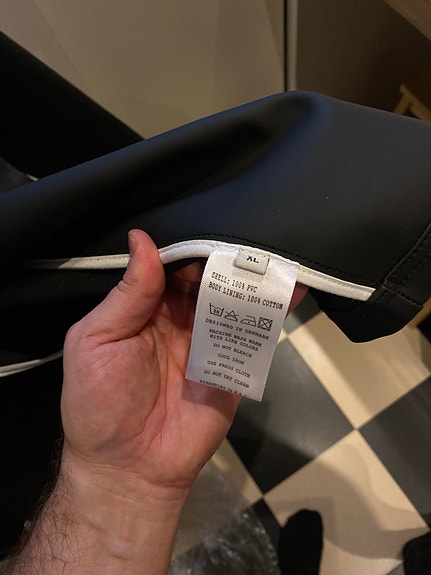 XL
SHELL: 100% PVC
BODY LINING: 100% COTTON
DESIGNED IN DENMARK
MACHINE WASH WARM
WITH LIKE COLORS
DO NOT BLEACH
COOL IRON
USE PRESS CLOTH
DO NOT DRY CLEAN